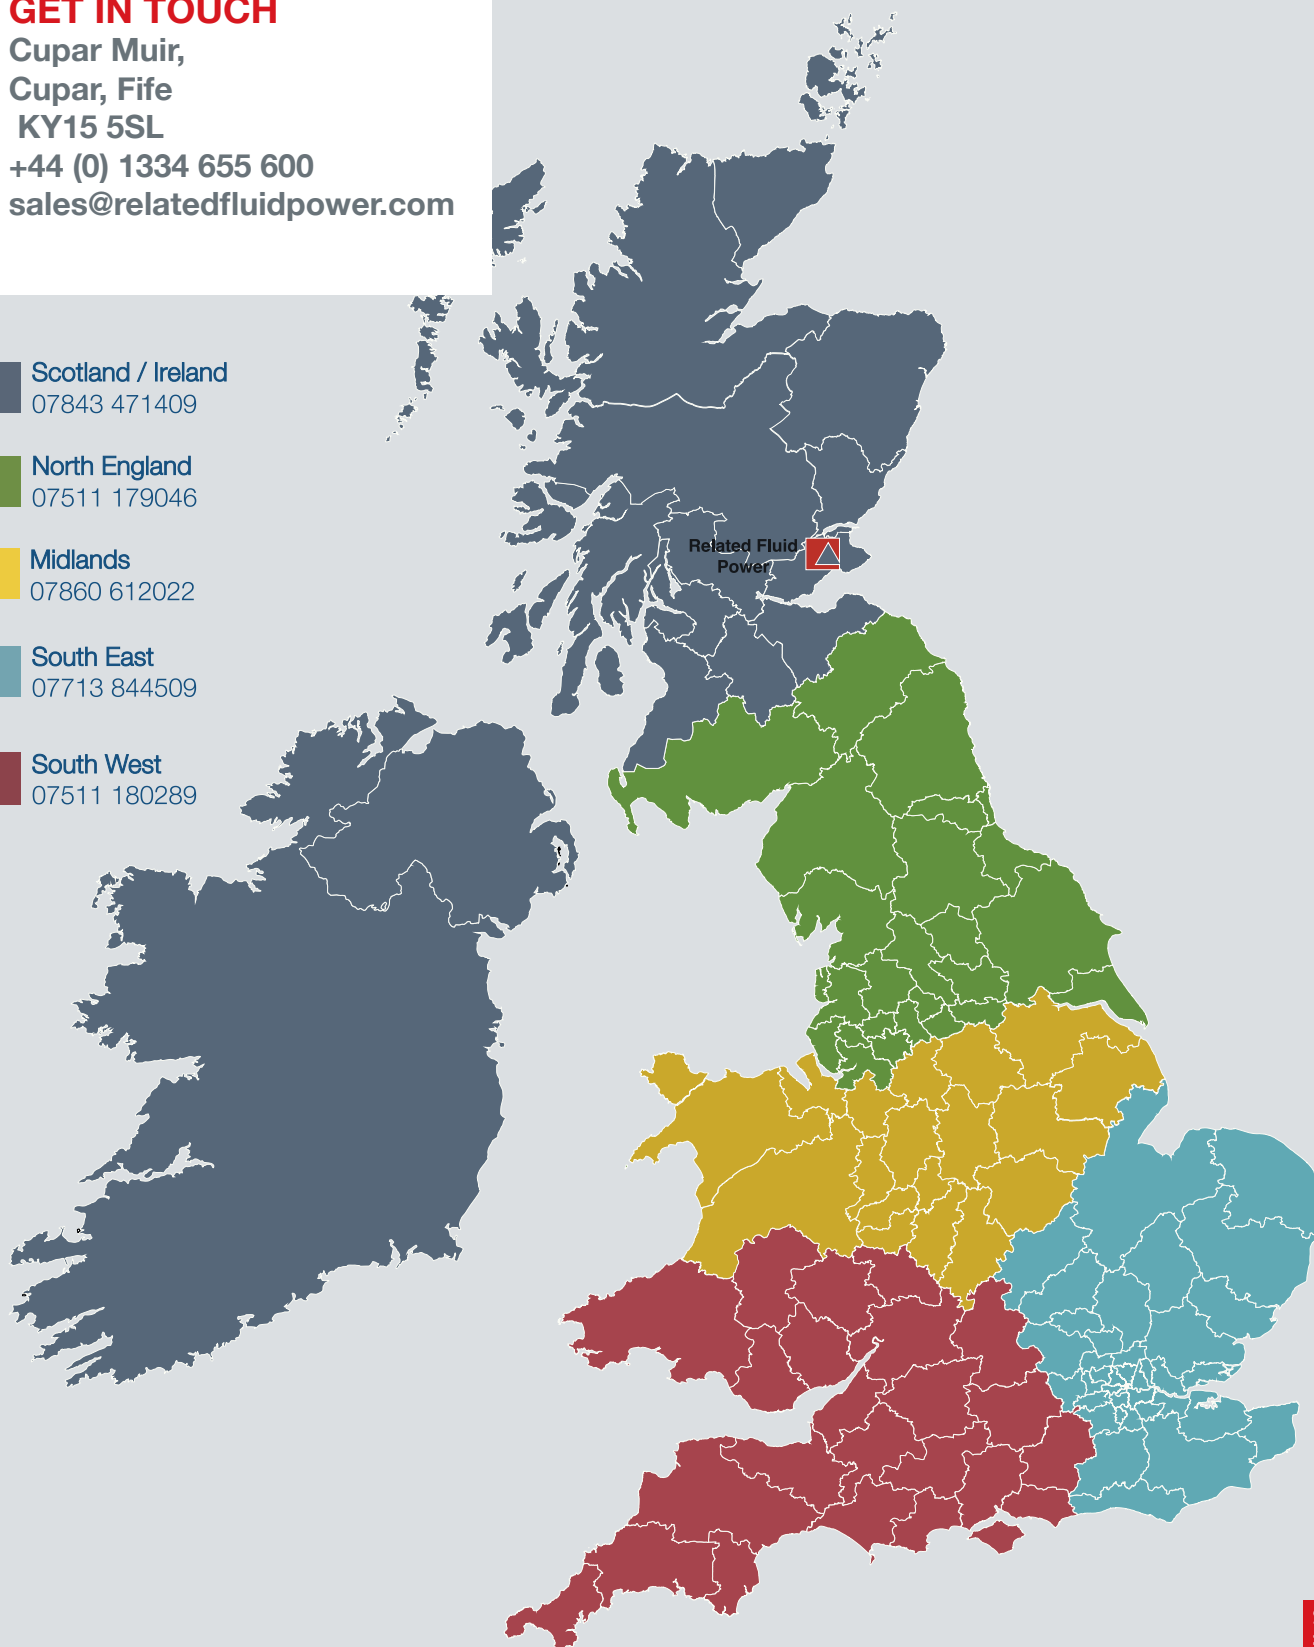 GET IN TOUCH
Cupar Muir,
Cupar, Fife
KY15 5SL
+44 (0) 1334 655 600
sales@relatedfluidpower.com
Scotland / Ireland
07843 471409
North England
07511 179046
Midlands
07860 612022
South East
07713 844509
South West
07511 180289
Related Fluid
Power